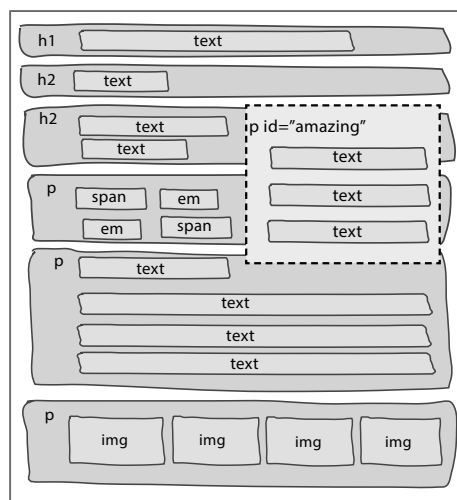 h1 text
h2 text
h2 text
text
p id="amazing"
text
text
text
p span em
em span
p text
text
text
text
p img img img img